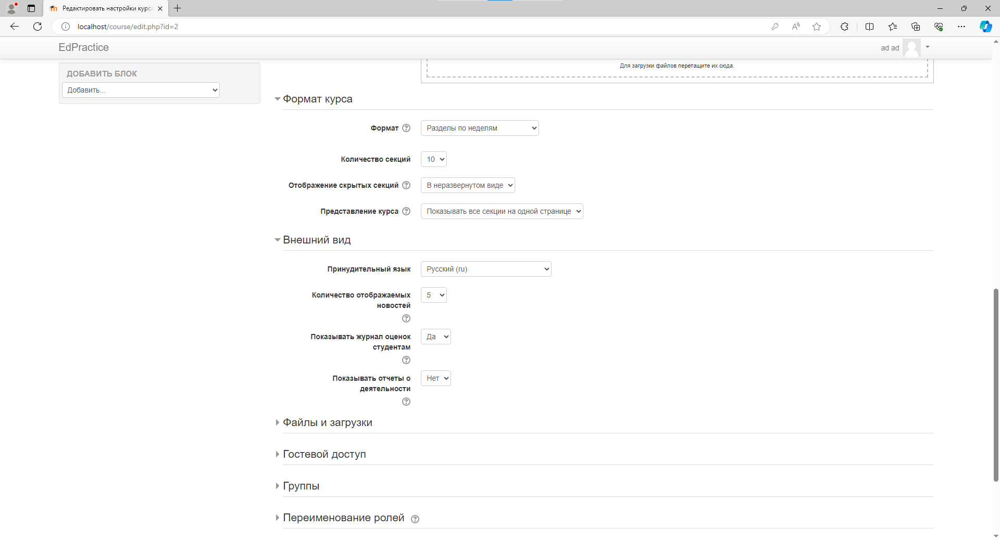 Редактировать настройки курса
localhost/course/edit.php?id=2
EdPractice
ad ad
ДОБАВИТЬ БЛОК
Добавить...
Для загрузки файлов перетащите их сюда.
Формат курса
Формат
Разделы по неделям
Количество секций
10
Отображение скрытых секций
В неразвернутом виде
Представление курса
Показывать все секции на одной странице
Внешний вид
Принудительный язык
Русский (ru)
Количество отображаемых
новостей
5
Показывать журнал оценок
студентам
Да
Показывать отчеты о
деятельности
Нет
Файлы и загрузки
Гостевой доступ
Группы
Переименование ролей